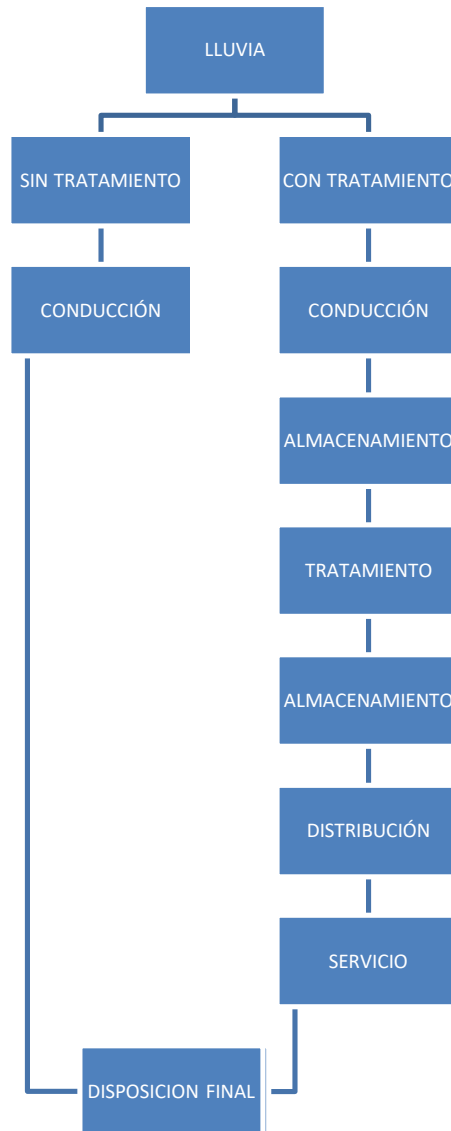 LLUVIA
SIN TRATAMIENTO
CON TRATAMIENTO
CONDUCCIÓN
CONDUCCIÓN
ALMACENAMIENTO
TRATAMIENTO
ALMACENAMIENTO
DISTRIBUCIÓN
SERVICIO
DISPOSICION FINAL